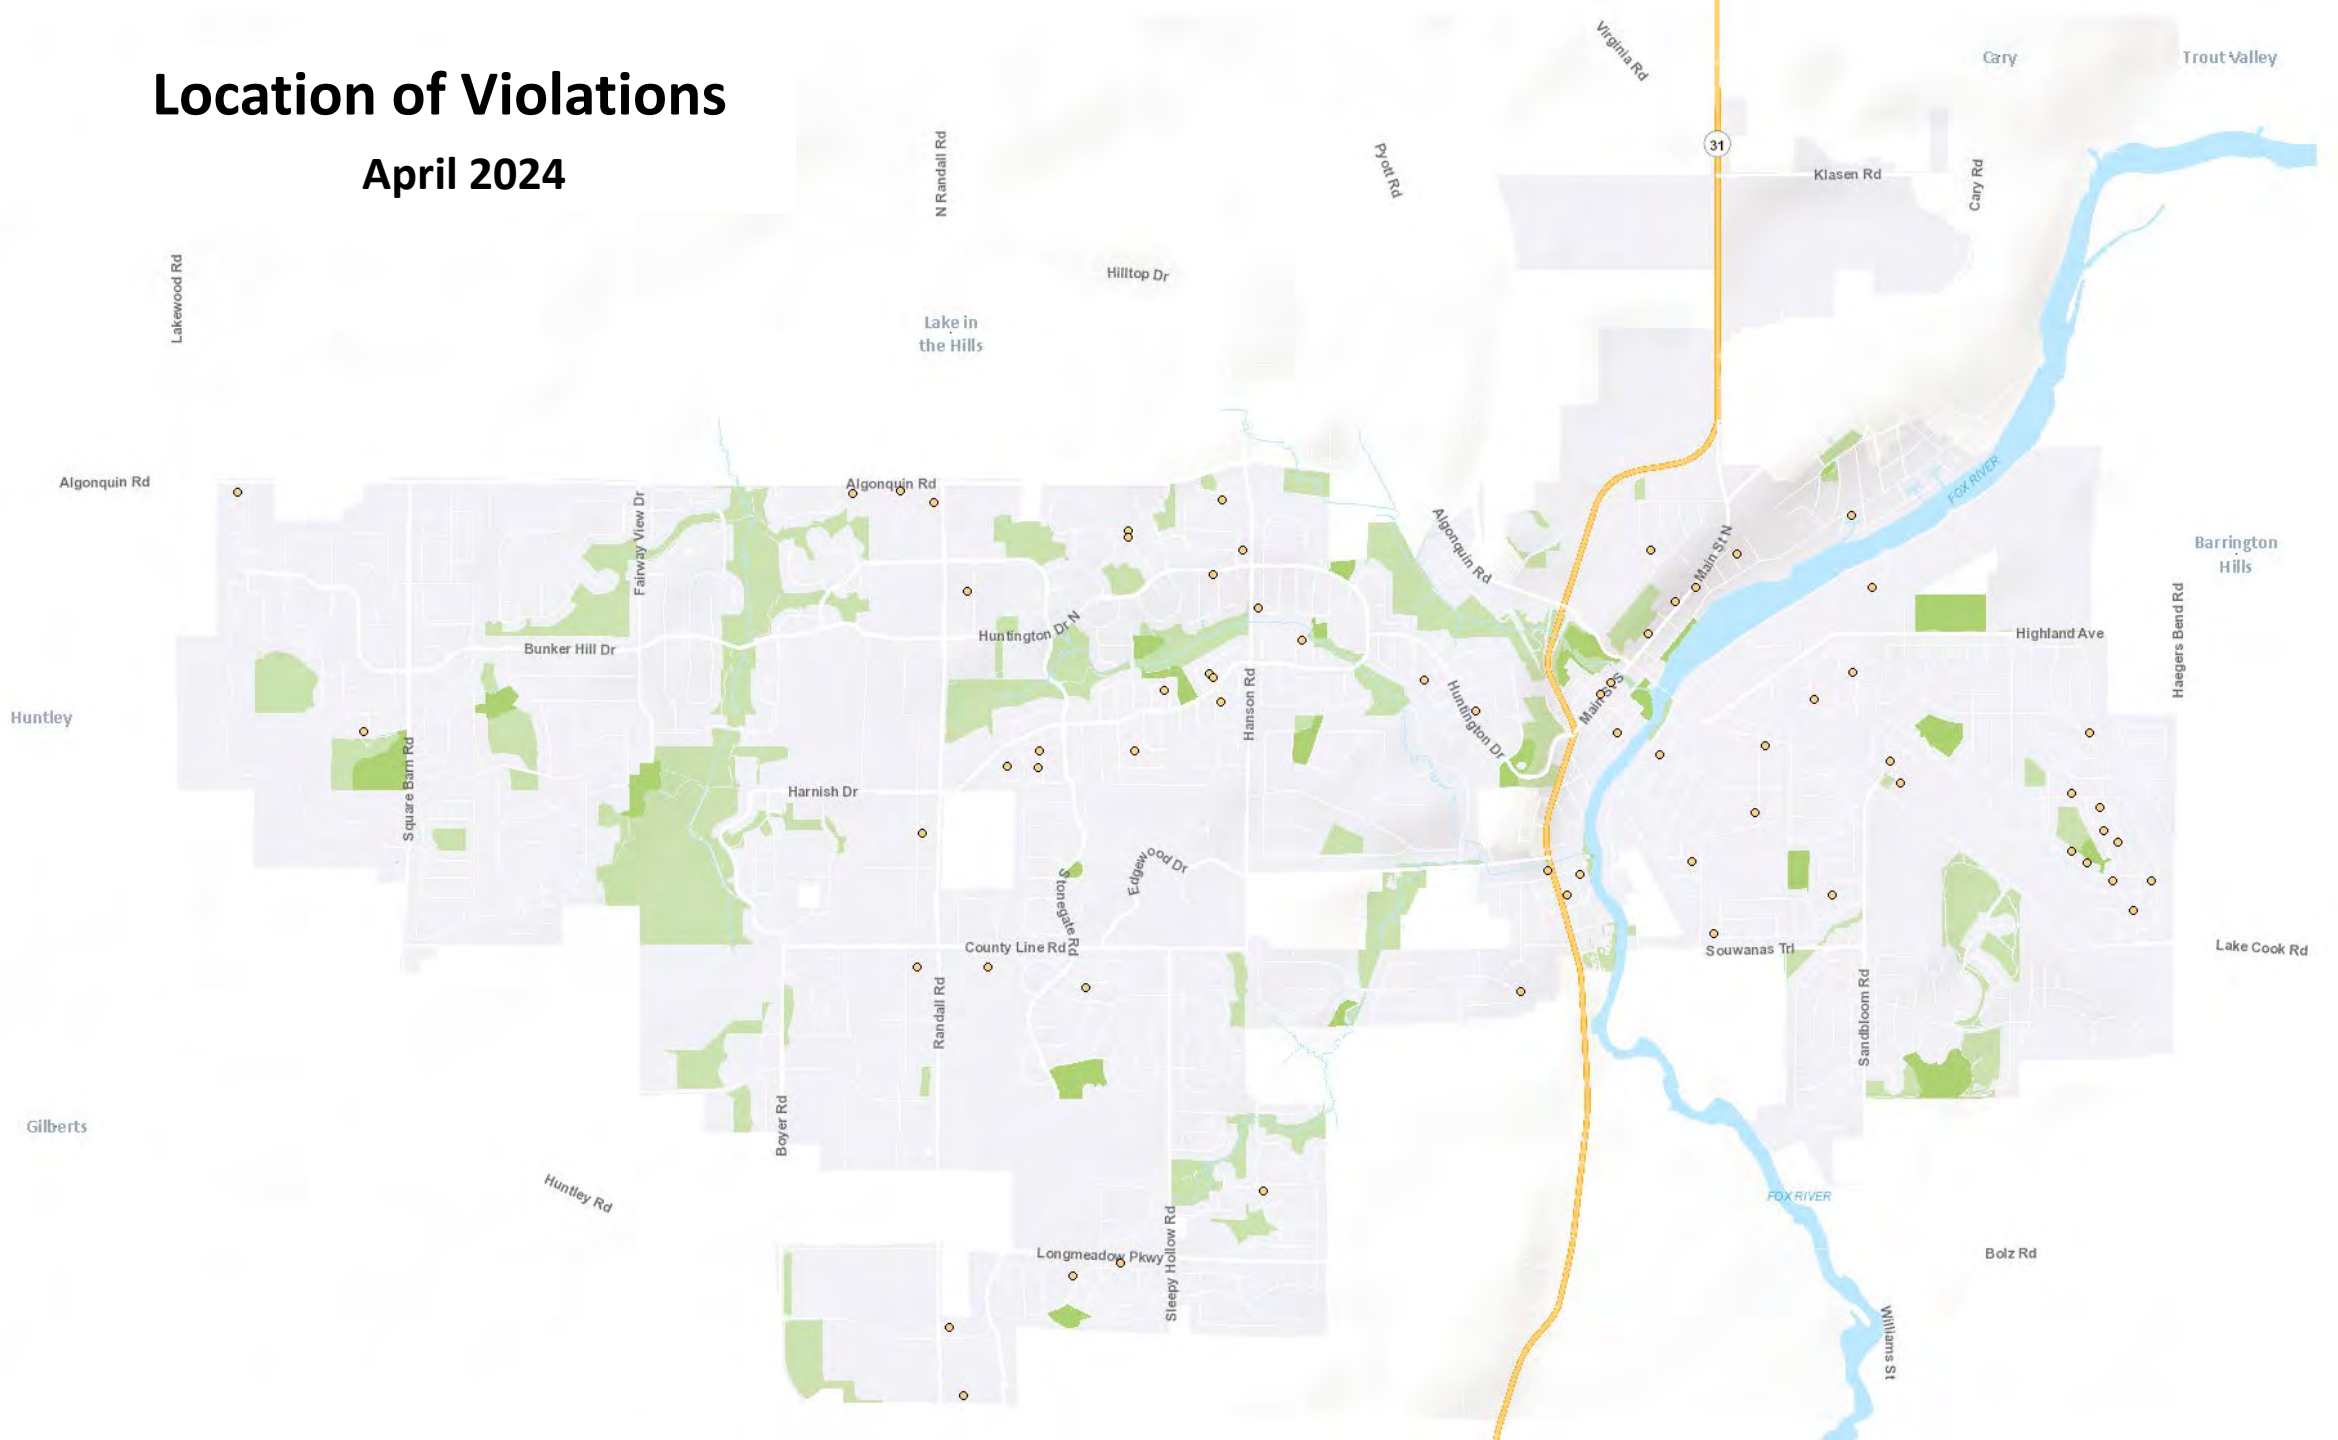 Location of Violations
April 2024
Virginia Rd
Cary
Trout Valley
31
N Randall Rd
Pyott Rd
Klasen Rd
Cary Rd
Lakewood Rd
Hilltop Dr
Lake in
the Hills
Algonquin Rd
Algonquin Rd
Fairway View Dr
Algonquin Rd
Main St N
FOX RIVER
Barrington
Hills
Haegers Bend Rd
Huntington Dr N
Highland Ave
Bunker Hill Dr
Huntley
Square Barn Rd
Hanson Rd
Huntington Dr
Main St S
Harnish Dr
Edgewood Dr
Stonegate Rd
County Line Rd
Souwanas Trl
Lake Cook Rd
Randall Rd
Sandbloom Rd
Gilberts
Boyer Rd
Huntley Rd
FOX RIVER
Longmeadow Pkwy
Sleepy Hollow Rd
Bolz Rd
Williams St